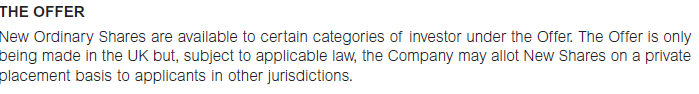 THE OFFER
New Ordinary Shares are available to certain categories of investor under the Offer. The Offer is only
being made in the UK but, subject to applicable law, the Company may allot New Shares on a private
placement basis to applicants in other jurisdictions.